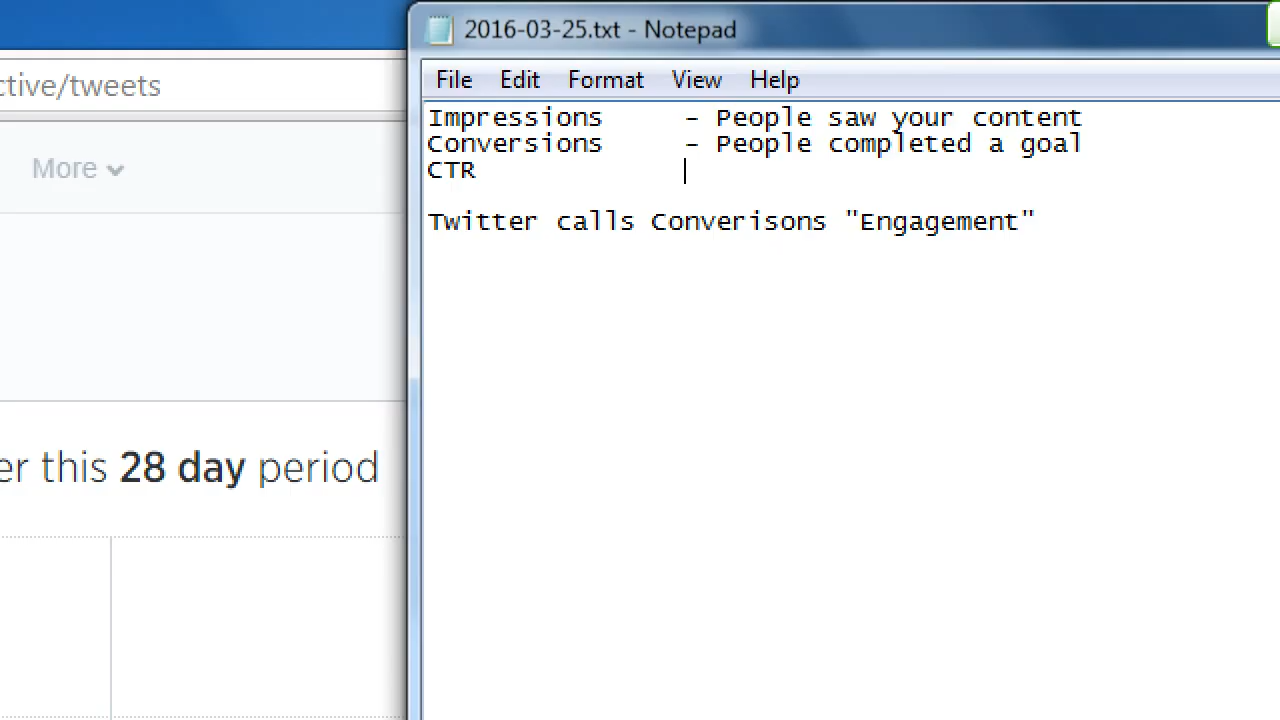 ctive/tweets
More
er this 28 day period
2016-03-25.txt - Notepad
File Edit Format View Help
Impressions - People saw your content
Conversions - People completed a goal
CTR
Twitter calls Converisons "Engagement"